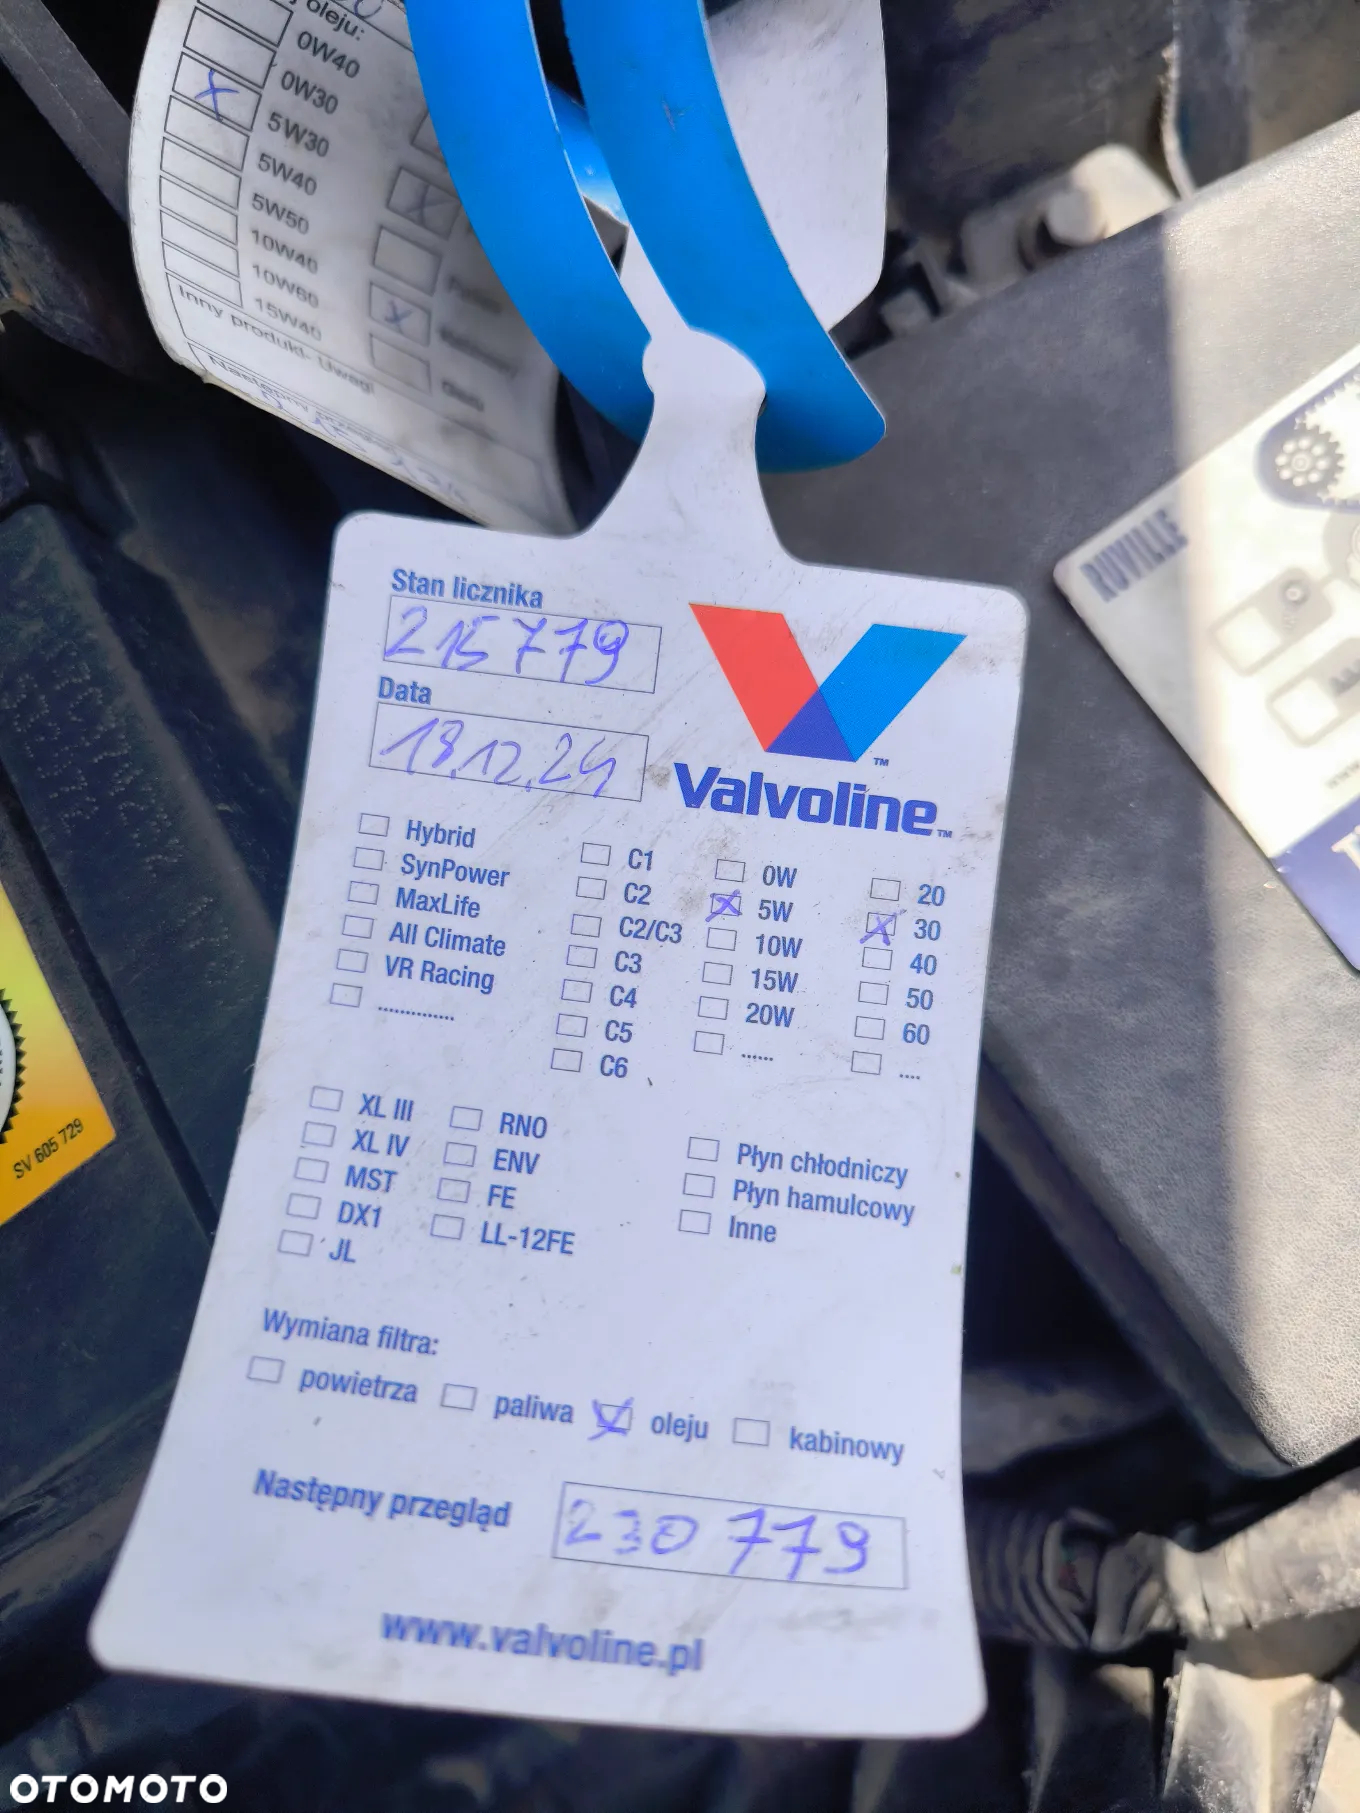 oleju:
0W40
0W30
5W30
5W40
5W50
10W40
10W60
15W40
Inny produkt- Uwagi
RUVILLE
SV 605 729
Stan licznika
215779
Data
18.12.24
Valvoline™
Hybrid
SynPower
MaxLife
All Climate
VR Racing
..............
C1
C2
C2/C3
C3
C4
C5
C6
0W
5W
10W
15W
20W
......
20
30
40
50
60
....
XL III
XL IV
MST
DX1
JL
RNO
ENV
FE
LL-12FE
Płyn chłodniczy
Płyn hamulcowy
Inne
Wymiana filtra:
powietrza paliwa oleju kabinowy
Następny przegląd 230 779
www.valvoline.pl
OTOMOTO